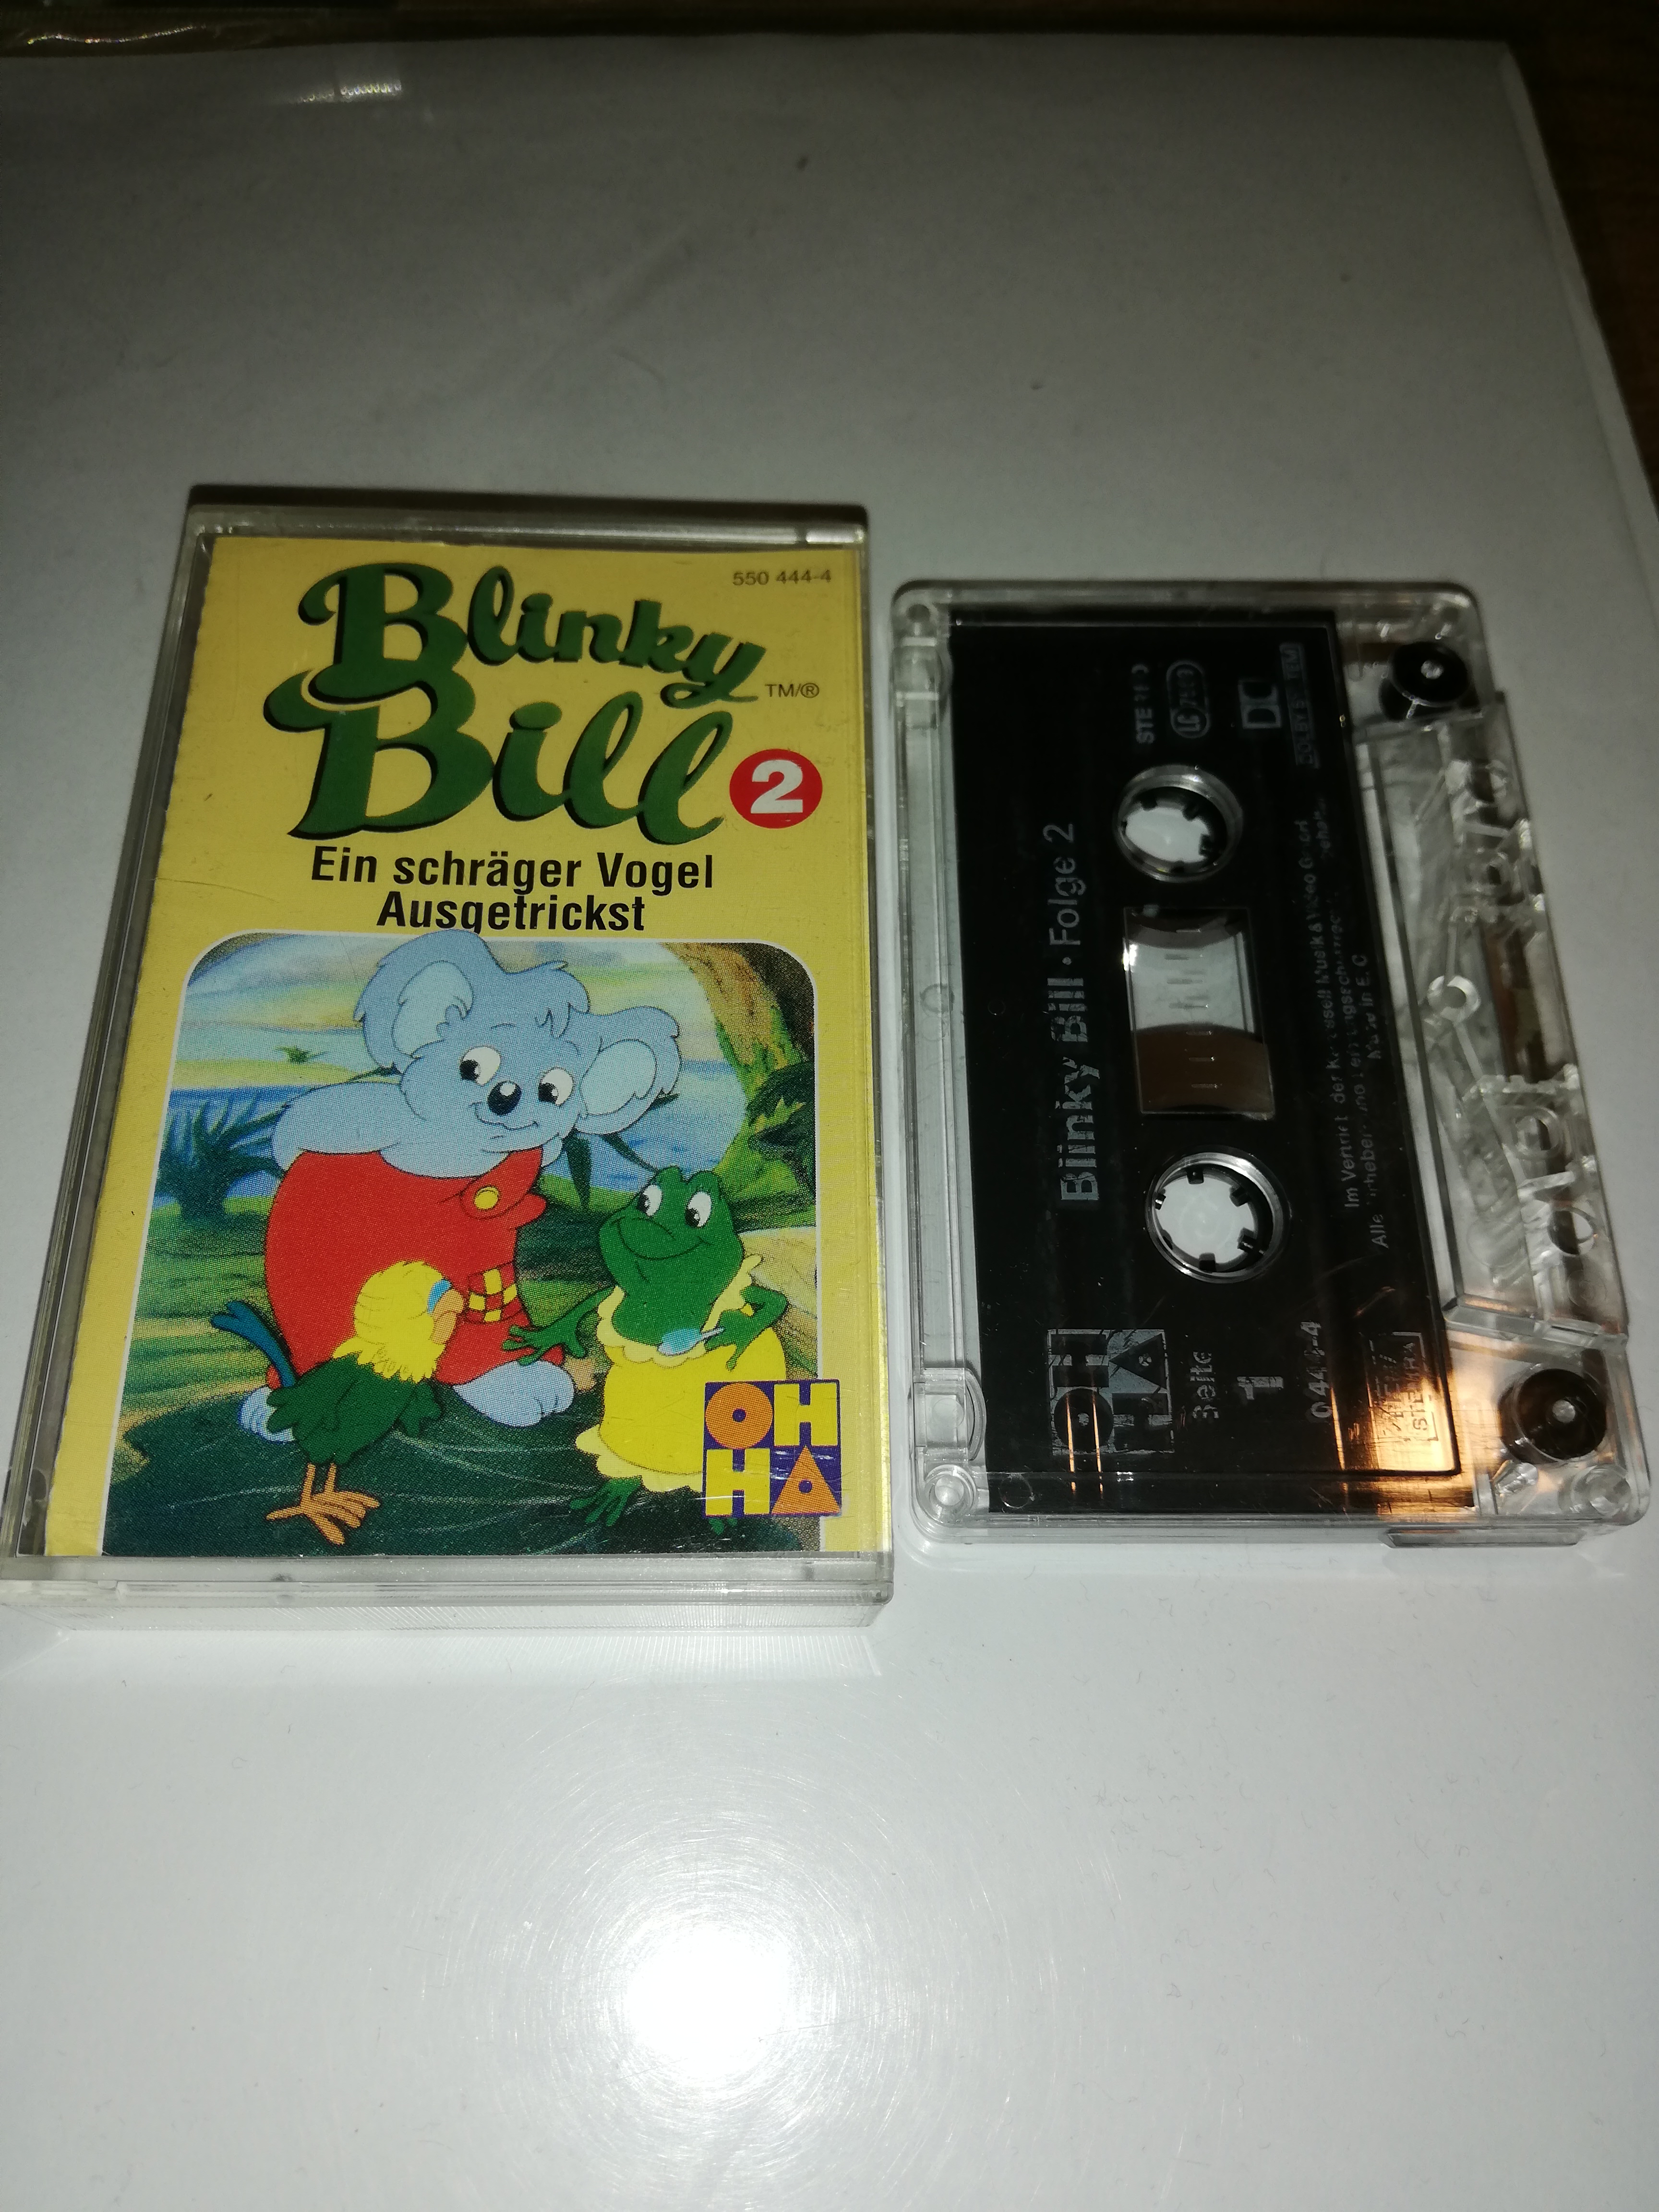 550 444-4
Blinky
Bill
TM/®
2
Ein schräger Vogel
Ausgetrickst
OH
HA
Blinky Bill · Folge 2
OH
HA
Seite
1
Im Vertrieb der Karussell Musik & Video GmbH
Made in E.C.